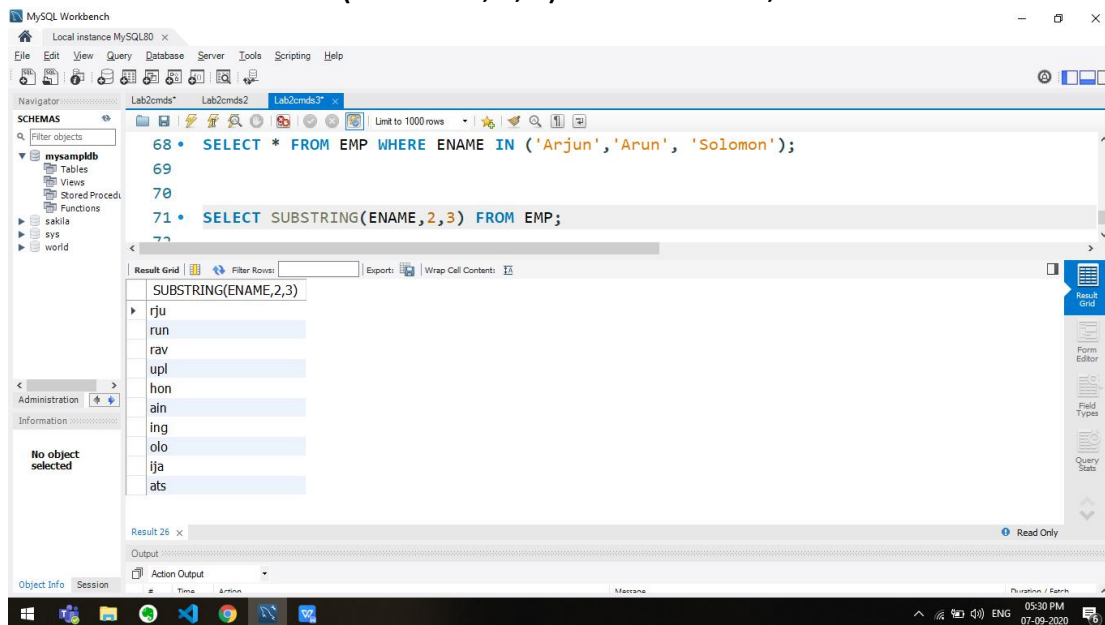 MySQL Workbench
Local instance MySQL80 ×
File Edit View Query Database Server Tools Scripting Help
Navigator
Lab2cmds* Lab2cmds2 Lab2cmds3* ×
SCHEMAS
Filter objects
mysampldb
Tables
Views
Stored Procedu
Functions
sakila
sys
world
Limit to 1000 rows
68 • SELECT * FROM EMP WHERE ENAME IN ('Arjun','Arun', 'Solomon');
69
70
71 • SELECT SUBSTRING(ENAME,2,3) FROM EMP;
72
Result Grid Filter Rows: Export: Wrap Cell Content:
SUBSTRING(ENAME,2,3)
rju
run
rav
upl
hon
ain
ing
olo
ija
ats
Result Grid
Form Editor
Field Types
Query Stats
Administration
Information
No object selected
Result 26 ×
Read Only
Output
Action Output
# Time Action Message Duration / Fetch
Object Info Session
ENG
05:30 PM
07-09-2020
6